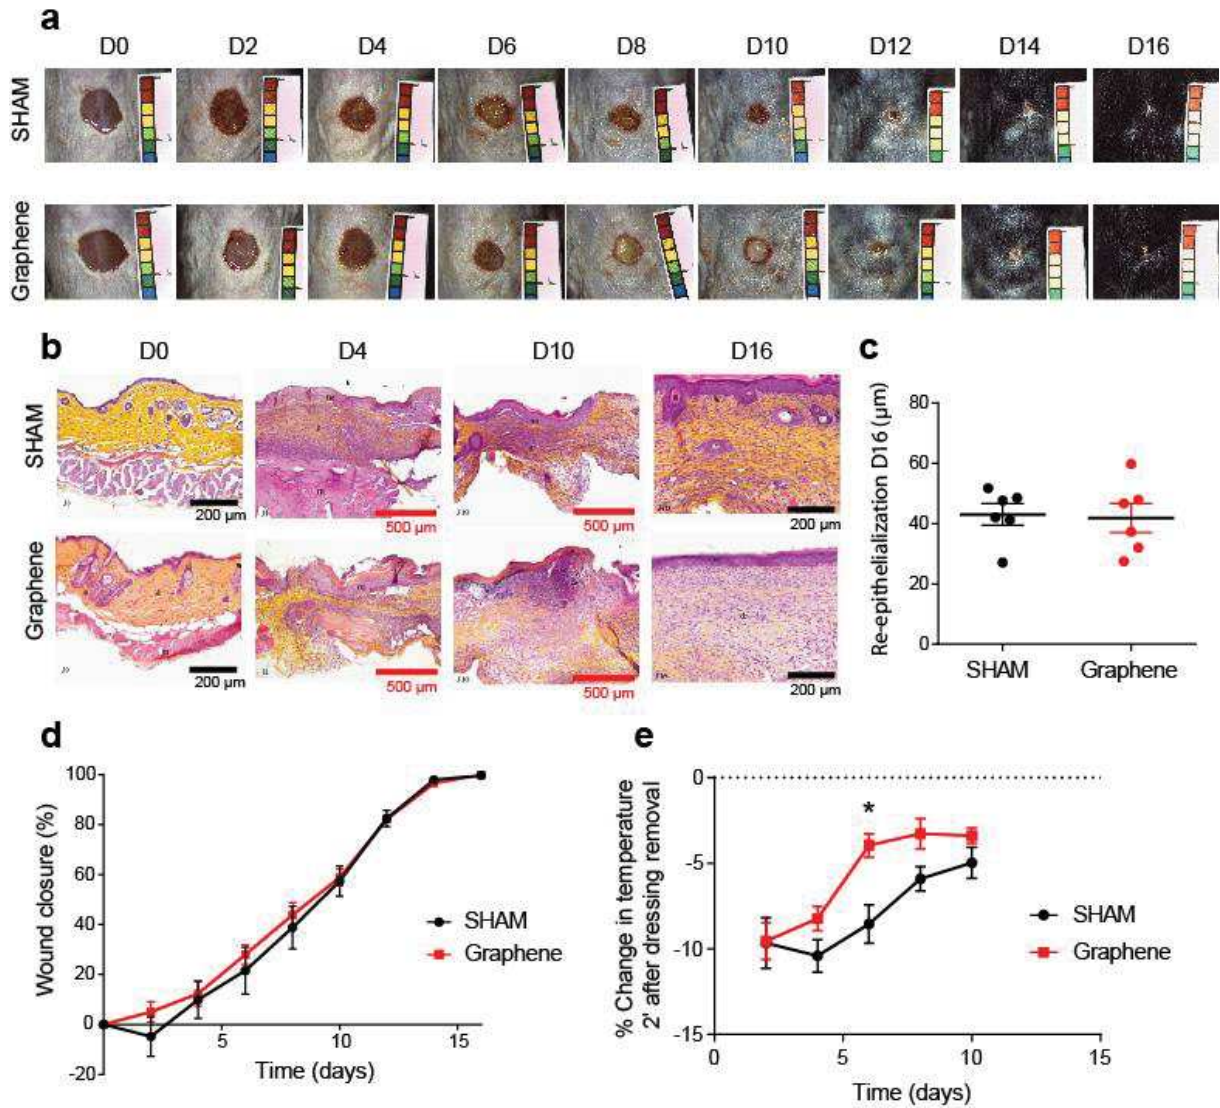 a
D0 D2 D4 D6 D8 D10 D12 D14 D16
SHAM
Graphene
b
D0 D4 D10 D16
SHAM
200 µm 500 µm 500 µm 200 µm
Graphene
200 µm 500 µm 500 µm 200 µm
c
Re-epithelialization D16 (µm)
80
60
40
20
0
SHAM Graphene
d
Wound closure (%)
100
80
60
40
20
0
-20
5 10 15
Time (days)
SHAM
Graphene
e
% Change in temperature
2' after dressing removal
0
-5
-10
-15
0 5 10 15
Time (days)
*
SHAM
Graphene